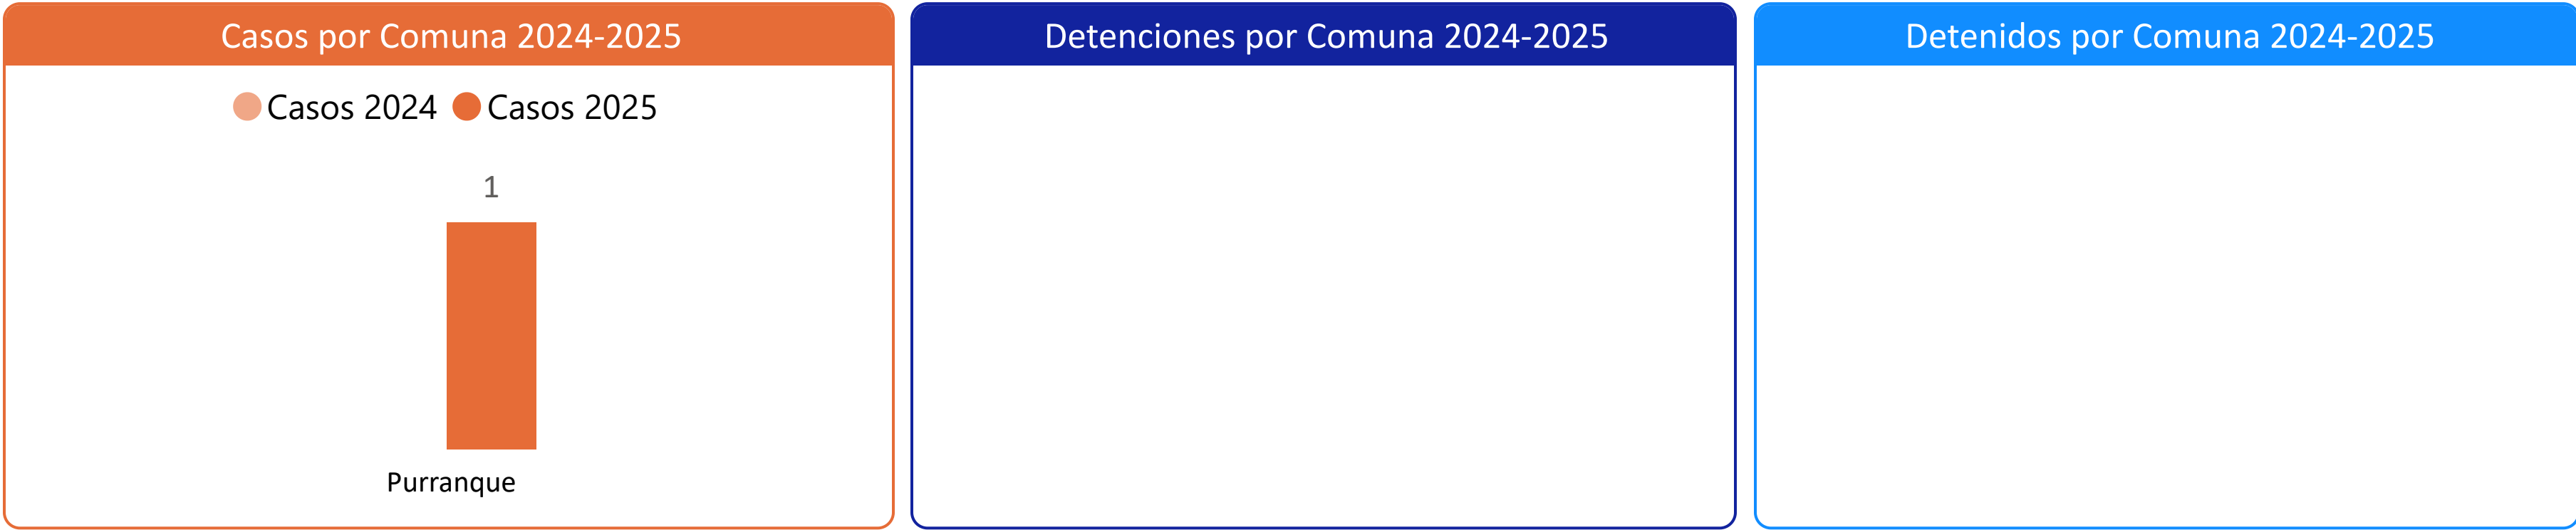 Casos por Comuna 2024-2025
Casos 2024 Casos 2025
1
Purranque
Detenciones por Comuna 2024-2025
Detenidos por Comuna 2024-2025